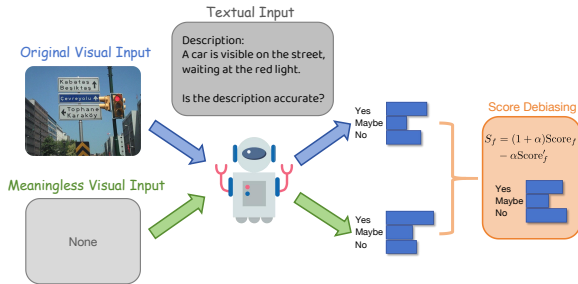 Textual Input
Original Visual Input
Description:
A car is visible on the street,
waiting at the red light.
Is the description accurate?
Kabataş
Beşiktaş
Cevreyolu
Tophane
Karaköy
Yes
Maybe
No
Score Debiasing
S_f = (1 + α)Score_f
− αScore′_f
Yes
Maybe
No
Meaningless Visual Input
None
Yes
Maybe
No